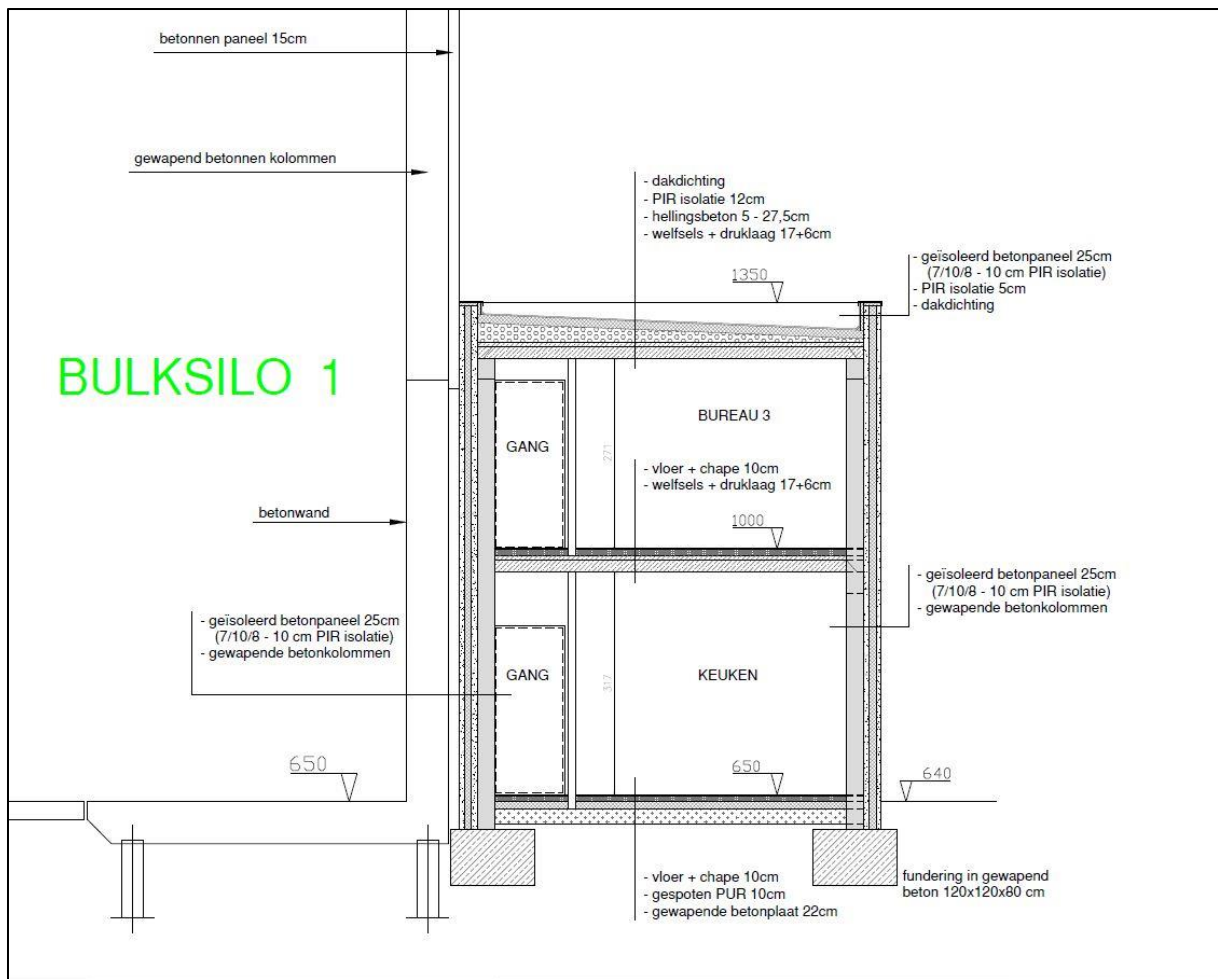 betonnen paneel 15cm
gewapend betonnen kolommen
- dakdichting
- PIR isolatie 12cm
- hellingsbeton 5 - 27,5cm
- welfsels + druklaag 17+6cm
- geïsoleerd betonpaneel 25cm
(7/10/8 - 10 cm PIR isolatie)
- PIR isolatie 5cm
- dakdichting
1350
BULKSILO 1
BUREAU 3
GANG
271
- vloer + chape 10cm
- welfsels + druklaag 17+6cm
betonwand
1000
- geïsoleerd betonpaneel 25cm
(7/10/8 - 10 cm PIR isolatie)
- gewapende betonkolommen
- geïsoleerd betonpaneel 25cm
(7/10/8 - 10 cm PIR isolatie)
- gewapende betonkolommen
GANG
317
KEUKEN
650
650
640
- vloer + chape 10cm
- gespoten PUR 10cm
- gewapende betonplaat 22cm
fundering in gewapend
beton 120x120x80 cm